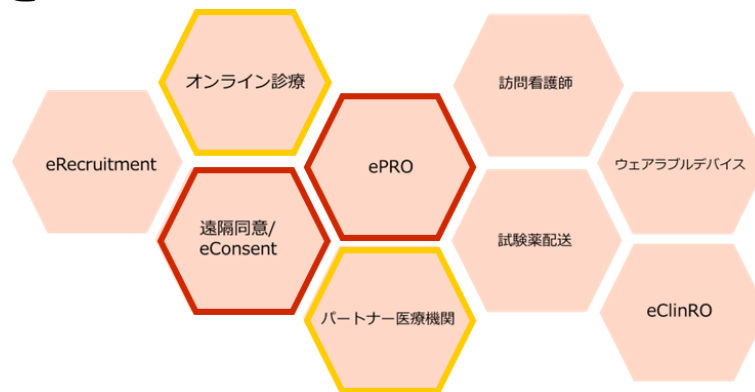 オンライン診療
訪問看護師
eRecruitment
ePRO
ウェアラブルデバイス
遠隔同意/
eConsent
試験薬配送
パートナー医療機関
eClinRO